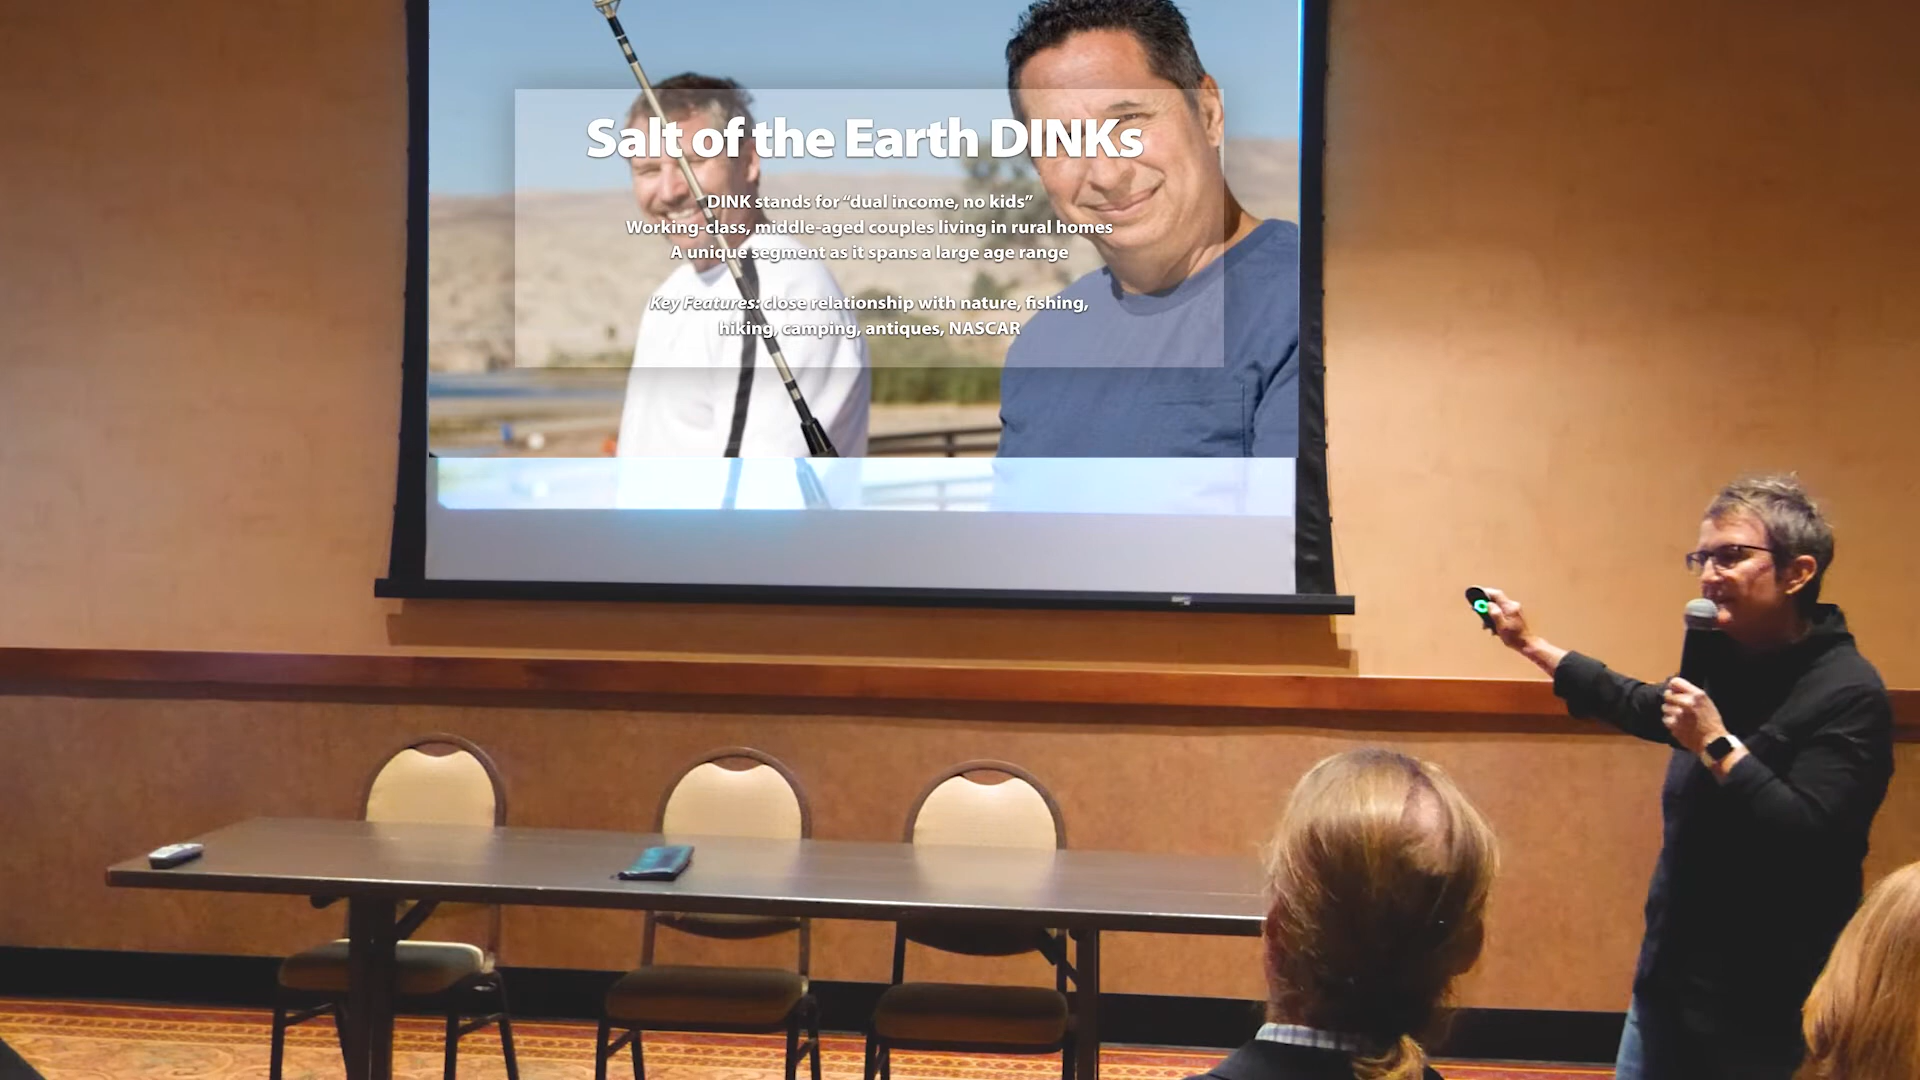 Salt of the Earth DINKs
DINK stands for “dual income, no kids”
Working-class, middle-aged couples living in rural homes
A unique segment as it spans a large age range
Key Features: close relationship with nature, fishing,
hiking, camping, antiques, NASCAR